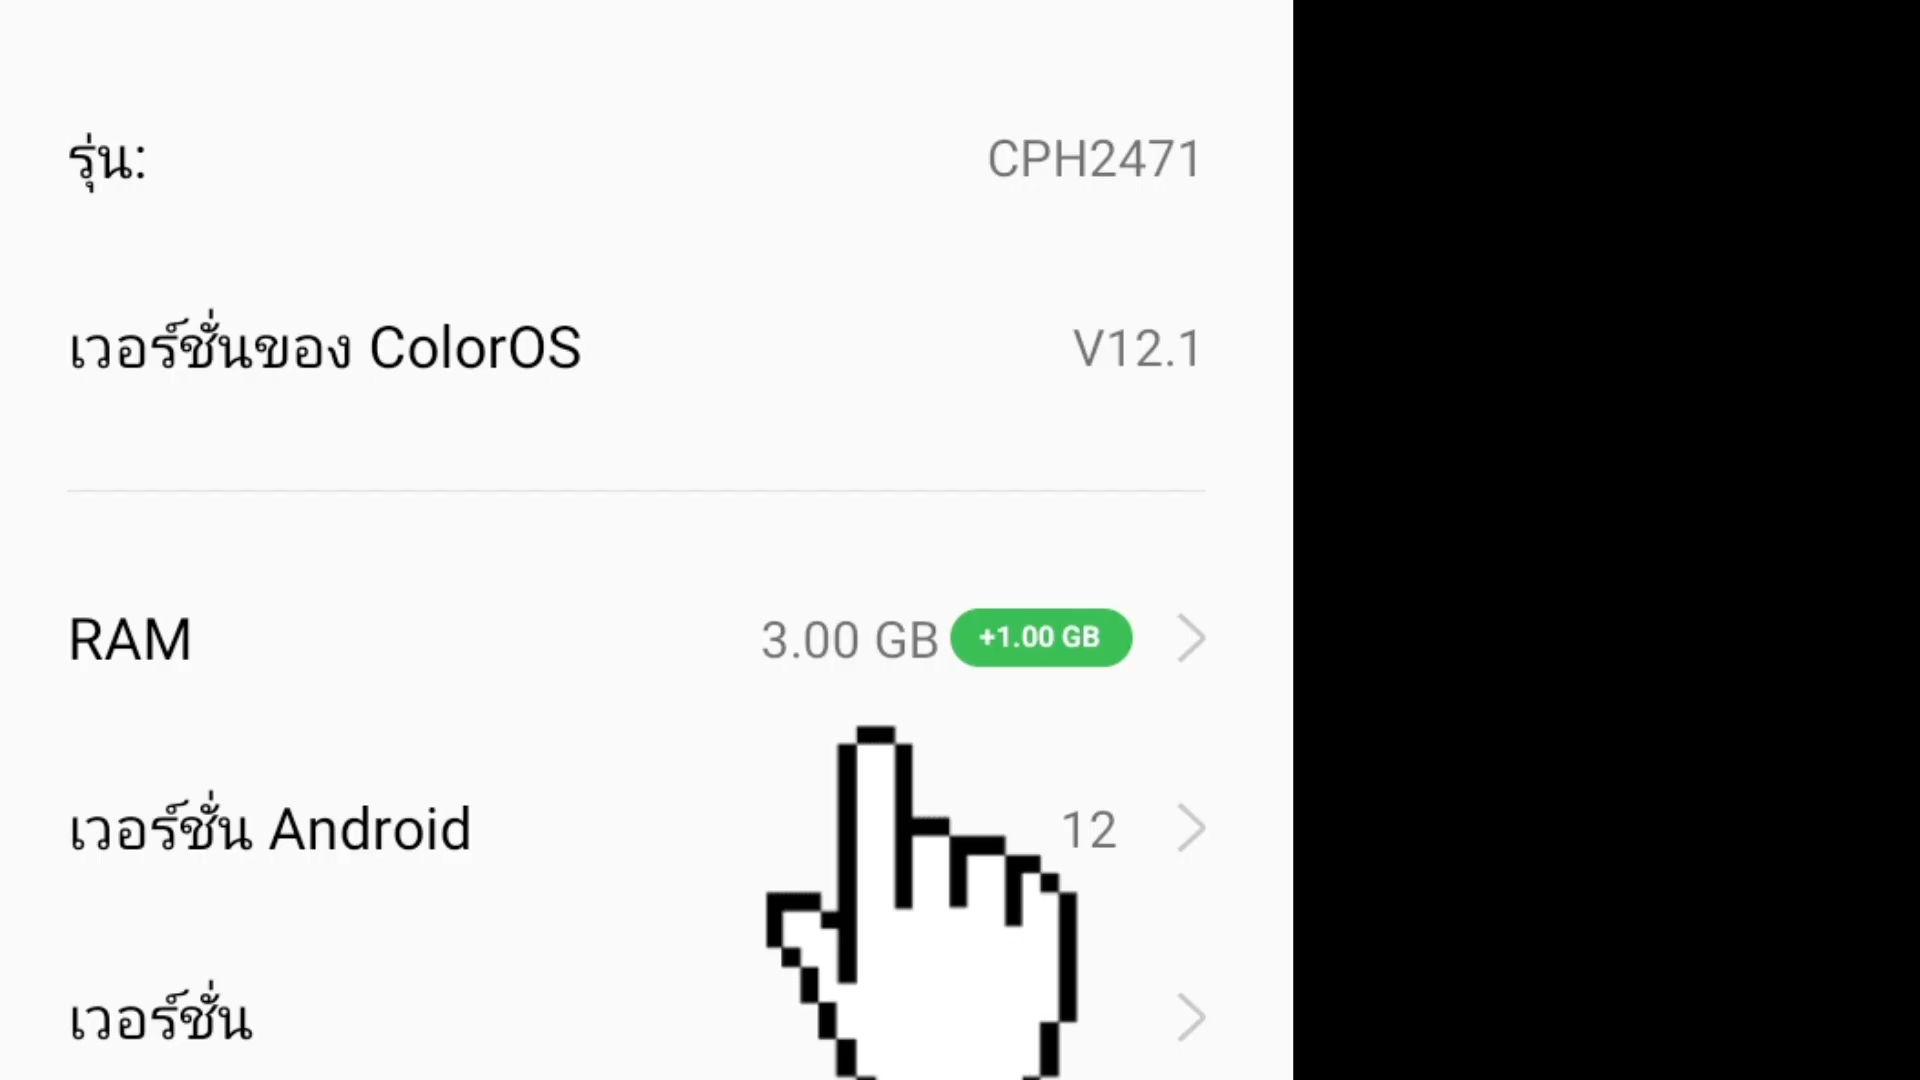 รุ่น: CPH2471
เวอร์ชั่นของ ColorOS V12.1
RAM 3.00 GB +1.00 GB
เวอร์ชั่น Android 12
เวอร์ชั่น